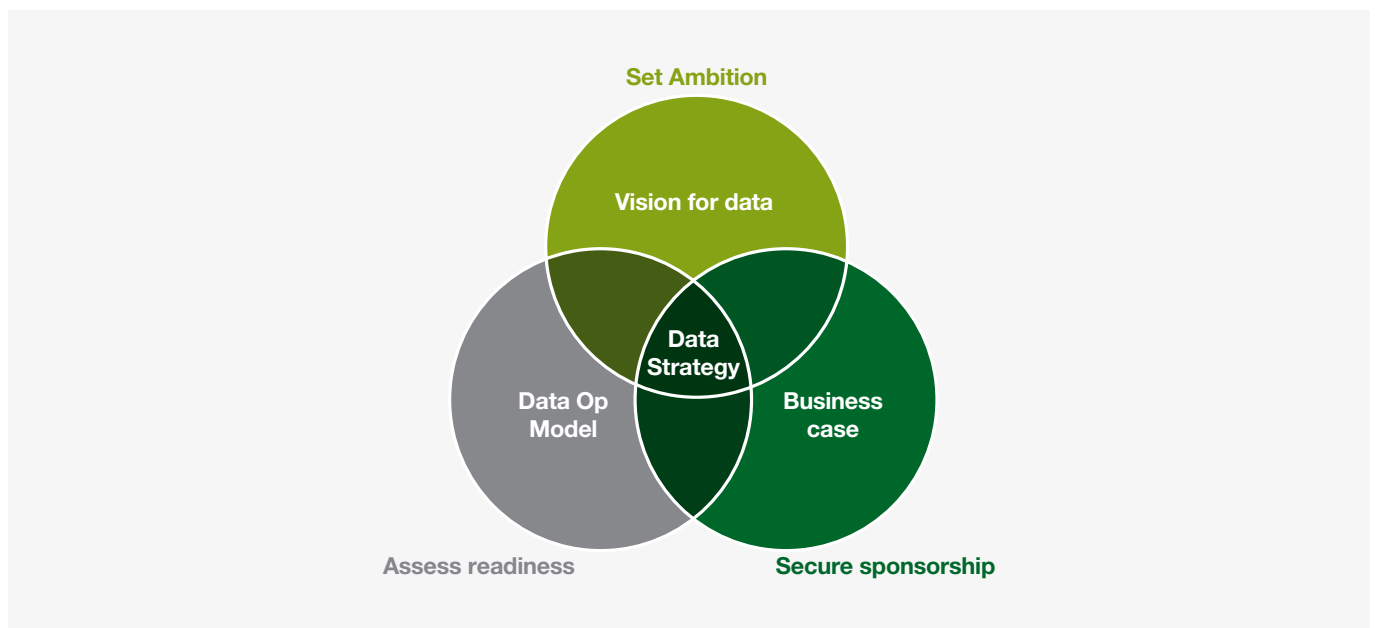 Set Ambition
Vision for data
Data
Strategy
Data Op
Model
Business
case
Assess readiness
Secure sponsorship